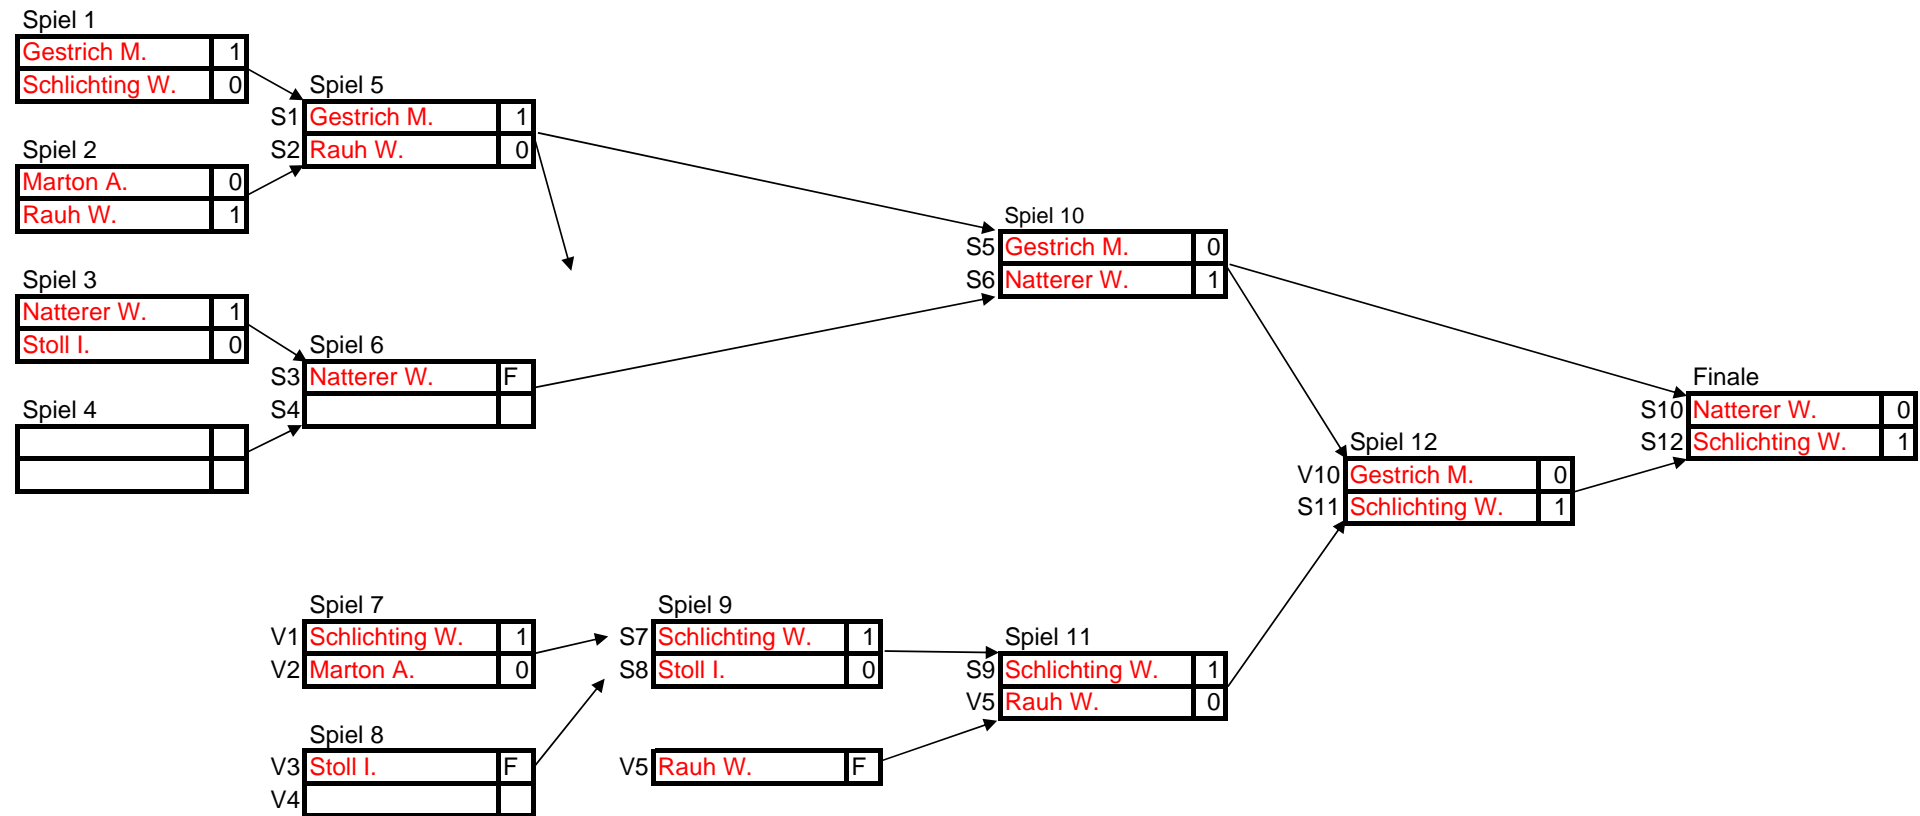 Spiel 1
Gestrich M. 1
Schlichting W. 0
Spiel 2
Marton A. 0
Rauh W. 1
Spiel 3
Natterer W. 1
Stoll I. 0
Spiel 4
Spiel 5
S1 Gestrich M. 1
S2 Rauh W. 0
Spiel 6
S3 Natterer W. F
S4
Spiel 7
V1 Schlichting W. 1
V2 Marton A. 0
Spiel 8
V3 Stoll I. F
V4
Spiel 9
S7 Schlichting W. 1
S8 Stoll I. 0
V5 Rauh W. F
Spiel 10
S5 Gestrich M. 0
S6 Natterer W. 1
Spiel 11
S9 Schlichting W. 1
V5 Rauh W. 0
Spiel 12
V10 Gestrich M. 0
S11 Schlichting W. 1
Finale
S10 Natterer W. 0
S12 Schlichting W. 1